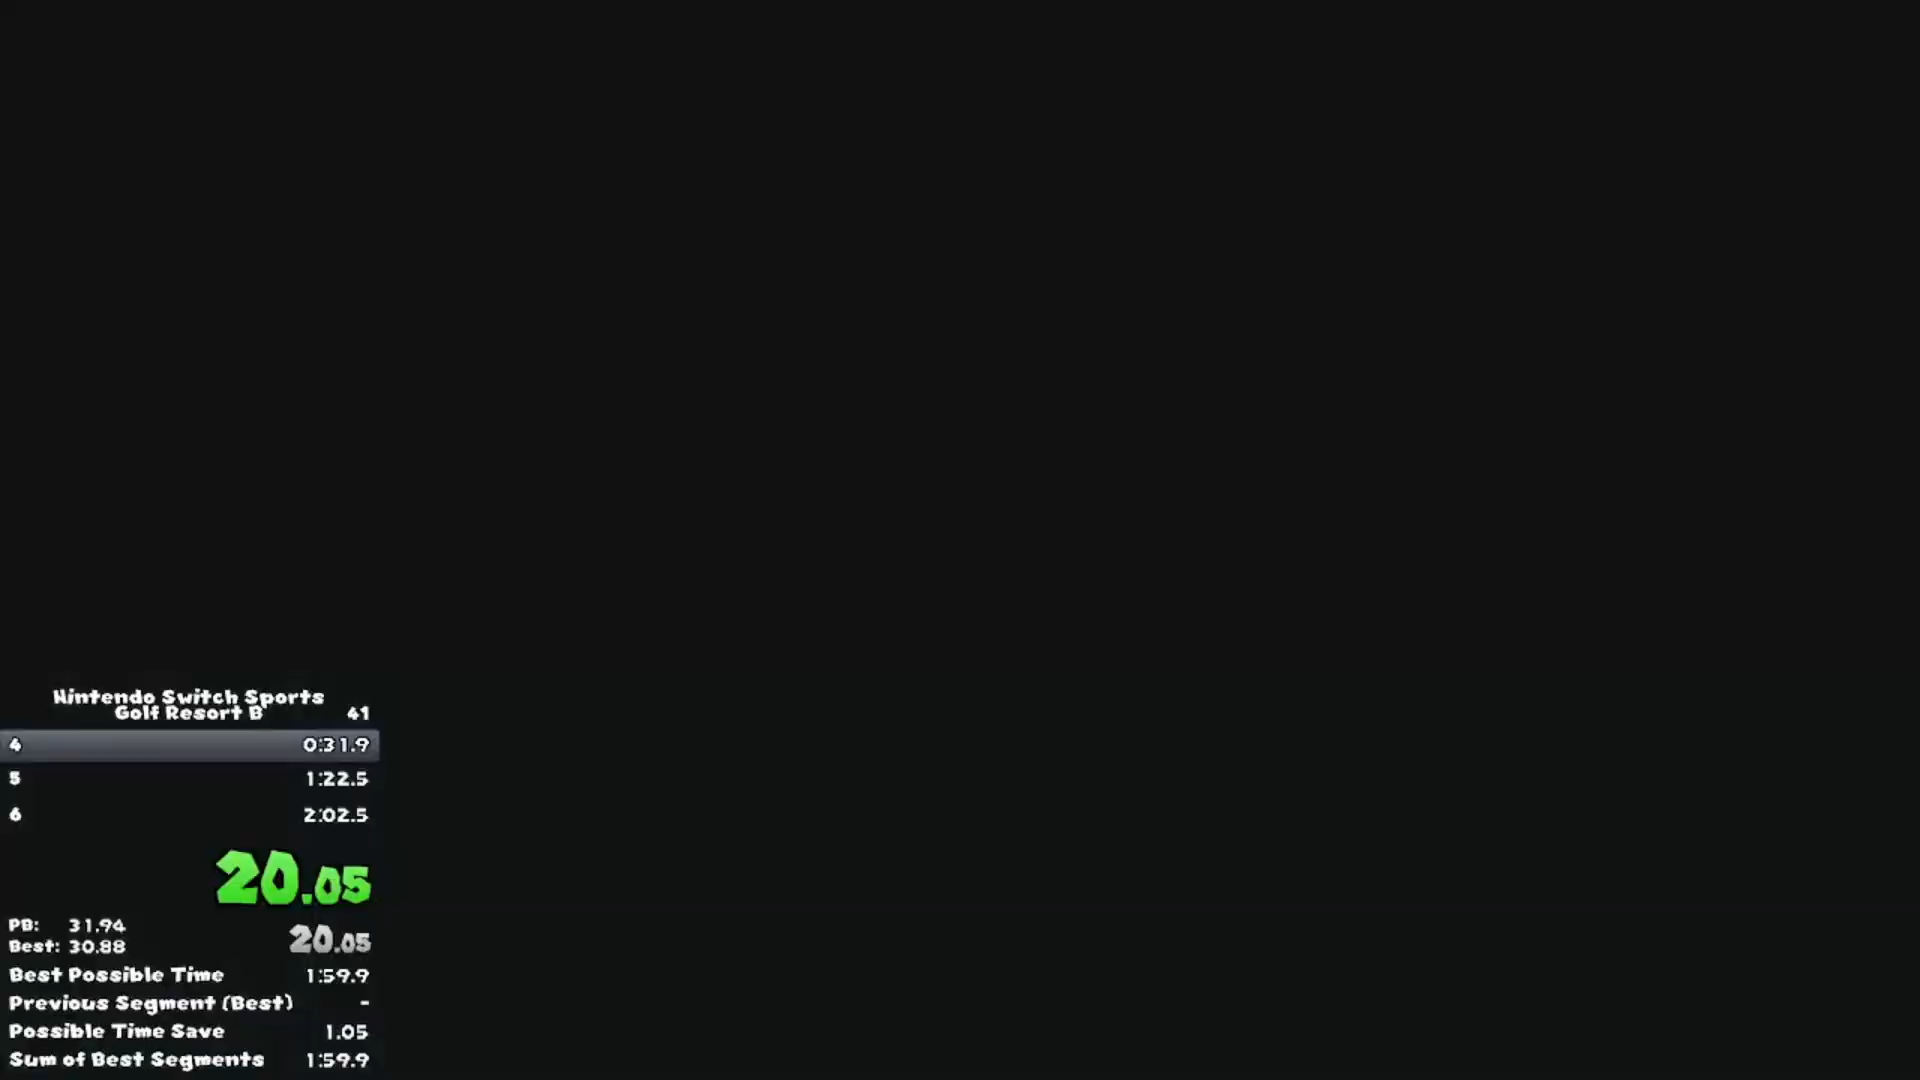 Nintendo Switch Sports
Golf Resort B 41
4 0:31.9
5 1:22.5
6 2:02.5
20.05
PB: 31.94
20.05
Best: 30.88
Best Possible Time 1:59.9
Previous Segment (Best) -
Possible Time Save 1.05
Sum of Best Segments 1:59.9